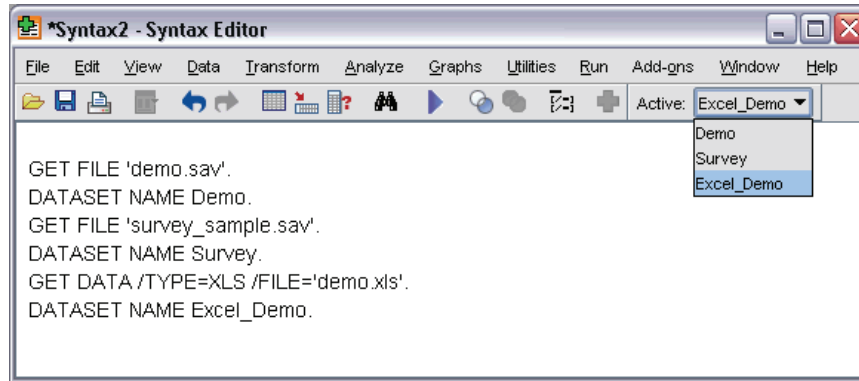 *Syntax2 - Syntax Editor
File Edit View Data Transform Analyze Graphs Utilities Run Add-ons Window Help
Active: Excel_Demo
Demo
Survey
Excel_Demo
GET FILE 'demo.sav'.
DATASET NAME Demo.
GET FILE 'survey_sample.sav'.
DATASET NAME Survey.
GET DATA /TYPE=XLS /FILE='demo.xls'.
DATASET NAME Excel_Demo.